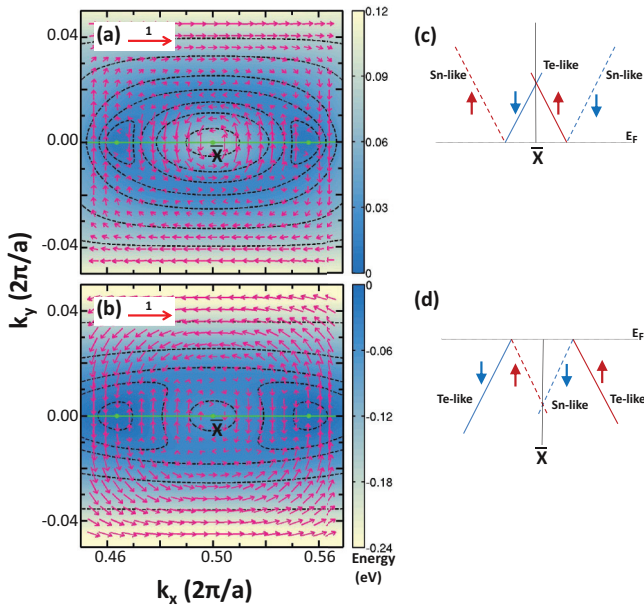 (a)
1
X̄
0.04
0.00
-0.04
0.12
0.09
0.06
0.03
0
(b)
1
X̄
0.04
0.00
-0.04
0
-0.06
-0.12
-0.18
-0.24
0.46
0.50
0.56
k_y (2π/a)
k_x (2π/a)
Energy
(eV)
(c)
Te-like
Sn-like
Sn-like
E_F
X̄
(d)
E_F
Te-like
Sn-like
Te-like
X̄